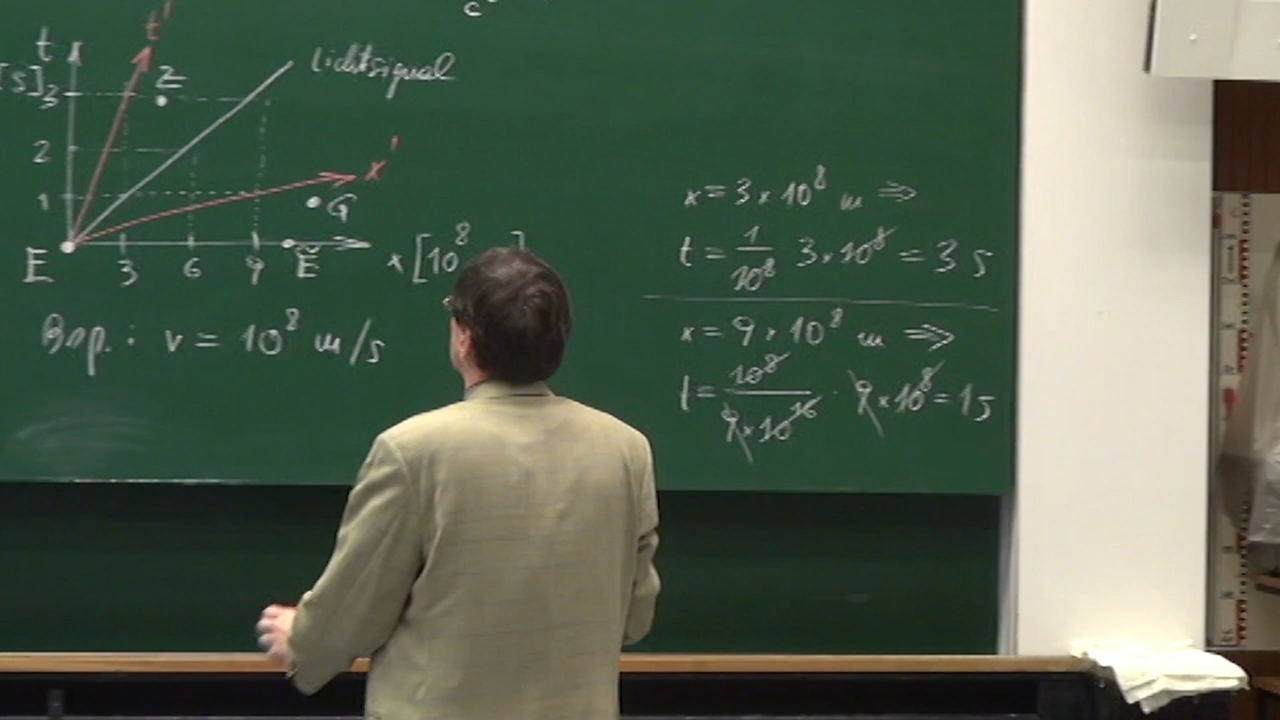 c
t'
t
Z
Lichtsignal
[s] 3
2
x'
1
G
E 3 6 9 Ë x [10⁸ ]
Bsp.: v = 10⁸ m/s
x = 3 × 10⁸ m ⇒
t = 1/10⁸ 3 × 10⁸ = 3 s
x = 9 × 10⁸ m ⇒
t = 10⁸/(9 × 10¹⁶) · 9 × 10⁸ = 1 s